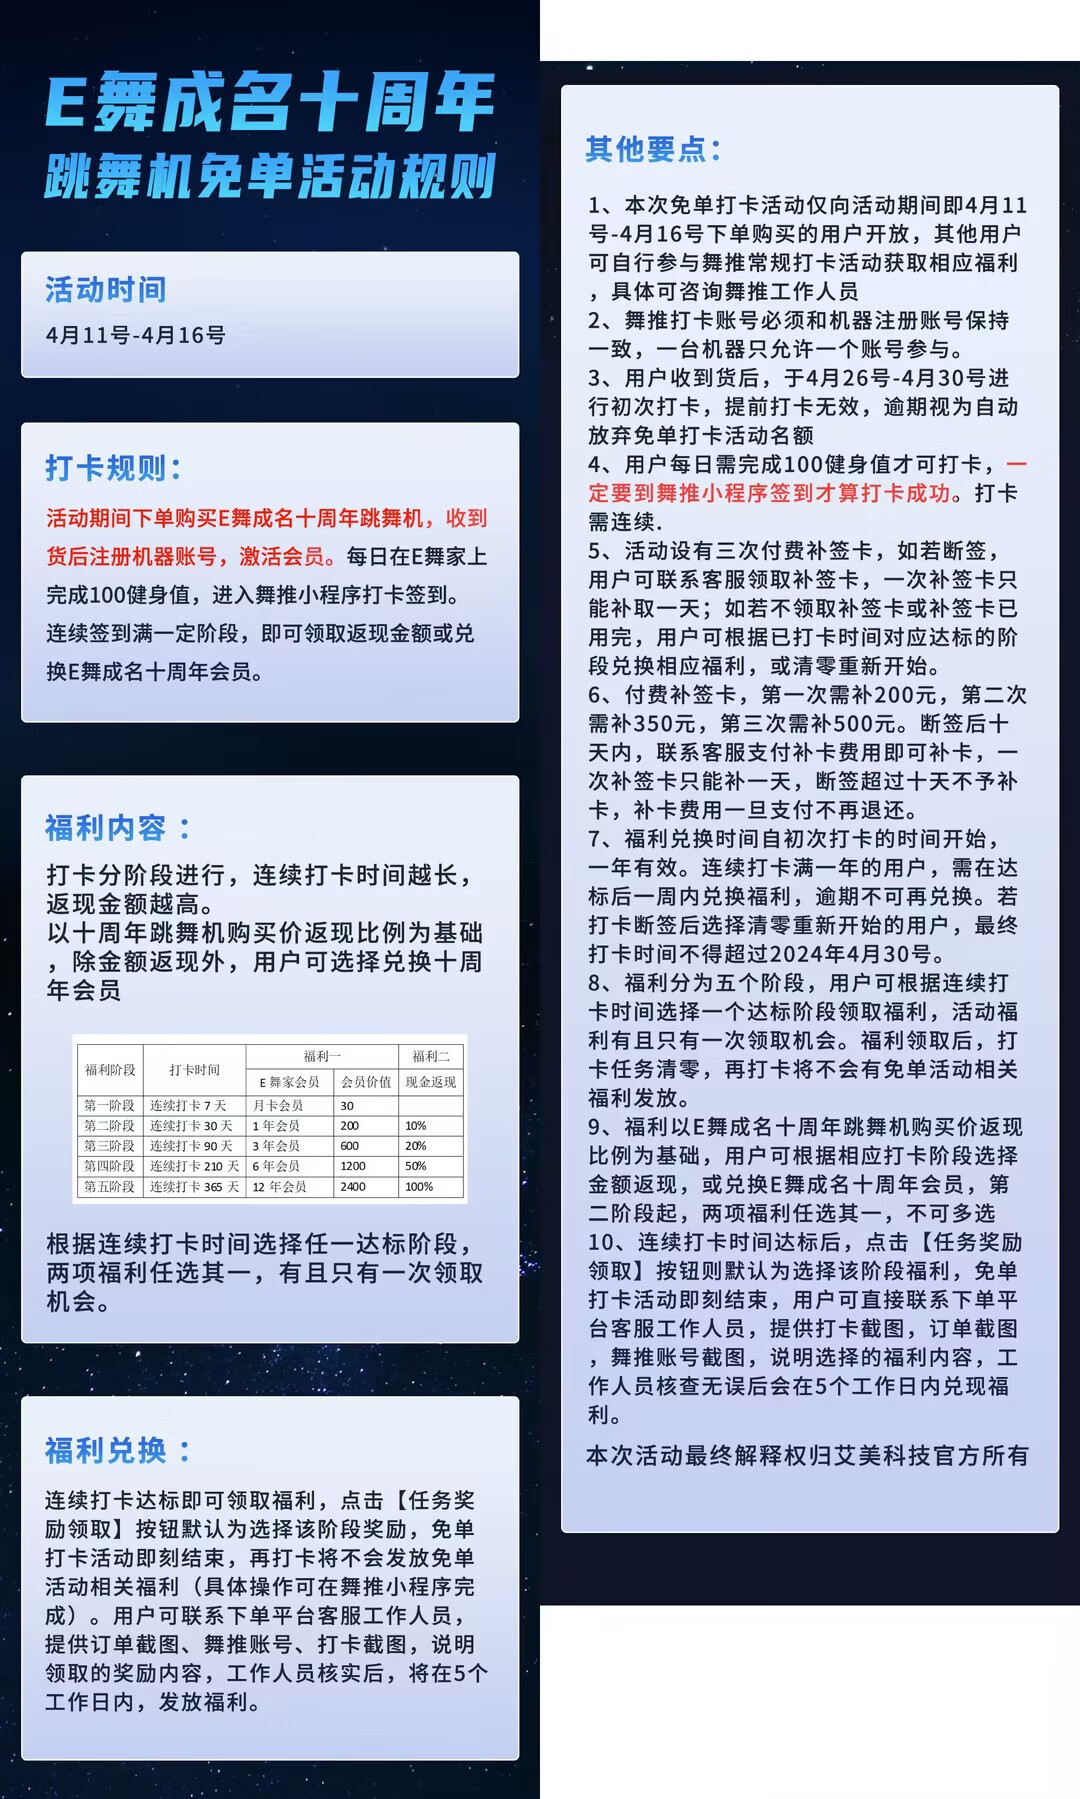 E舞成名十周年
跳舞机免单活动规则
活动时间
4月11号-4月16号
打卡规则：
活动期间下单购买E舞成名十周年跳舞机，收到
货后注册机器账号，激活会员。每日在E舞家上
完成100健身值，进入舞推小程序打卡签到。
连续签到满一定阶段，即可领取返现金额或兑
换E舞成名十周年会员。
福利内容 ：
打卡分阶段进行，连续打卡时间越长，
返现金额越高。
以十周年跳舞机购买价返现比例为基础
，除金额返现外，用户可选择兑换十周
年会员
福利阶段 打卡时间 福利一 福利二
E 舞家会员 会员价值 现金返现
第一阶段 连续打卡 7 天 月卡会员 30
第二阶段 连续打卡 30 天 1 年会员 200 10%
第三阶段 连续打卡 90 天 3 年会员 600 20%
第四阶段 连续打卡 210 天 6 年会员 1200 50%
第五阶段 连续打卡 365 天 12 年会员 2400 100%
根据连续打卡时间选择任一达标阶段，
两项福利任选其一，有且只有一次领取
机会。
福利兑换 ：
连续打卡达标即可领取福利，点击【任务奖
励领取】按钮默认为选择该阶段奖励，免单
打卡活动即刻结束，再打卡将不会发放免单
活动相关福利（具体操作可在舞推小程序完
成）。用户可联系下单平台客服工作人员，
提供订单截图、舞推账号、打卡截图，说明
领取的奖励内容，工作人员核实后，将在5个
工作日内，发放福利。
其他要点：
1、本次免单打卡活动仅向活动期间即4月11
号-4月16号下单购买的用户开放，其他用户
可自行参与舞推常规打卡活动获取相应福利
，具体可咨询舞推工作人员
2、舞推打卡账号必须和机器注册账号保持
一致，一台机器只允许一个账号参与。
3、用户收到货后，于4月26号-4月30号进
行初次打卡，提前打卡无效，逾期视为自动
放弃免单打卡活动名额
4、用户每日需完成100健身值才可打卡，一
定要到舞推小程序签到才算打卡成功。打卡
需连续.
5、活动设有三次付费补签卡，如若断签，
用户可联系客服领取补签卡，一次补签卡只
能补取一天；如若不领取补签卡或补签卡已
用完，用户可根据已打卡时间对应达标的阶
段兑换相应福利，或清零重新开始。
6、付费补签卡，第一次需补200元，第二次
需补350元，第三次需补500元。断签后十
天内，联系客服支付补卡费用即可补卡，一
次补签卡只能补一天，断签超过十天不予补
卡，补卡费用一旦支付不再退还。
7、福利兑换时间自初次打卡的时间开始，
一年有效。连续打卡满一年的用户，需在达
标后一周内兑换福利，逾期不可再兑换。若
打卡断签后选择清零重新开始的用户，最终
打卡时间不得超过2024年4月30号。
8、福利分为五个阶段，用户可根据连续打
卡时间选择一个达标阶段领取福利，活动福
利有且只有一次领取机会。福利领取后，打
卡任务清零，再打卡将不会有免单活动相关
福利发放。
9、福利以E舞成名十周年跳舞机购买价返现
比例为基础，用户可根据相应打卡阶段选择
金额返现，或兑换E舞成名十周年会员，第
二阶段起，两项福利任选其一，不可多选
10、连续打卡时间达标后，点击【任务奖励
领取】按钮则默认为选择该阶段福利，免单
打卡活动即刻结束，用户可直接联系下单平
台客服工作人员，提供打卡截图，订单截图
，舞推账号截图，说明选择的福利内容，工
作人员核查无误后会在5个工作日内兑现福
利。
本次活动最终解释权归艾美科技官方所有